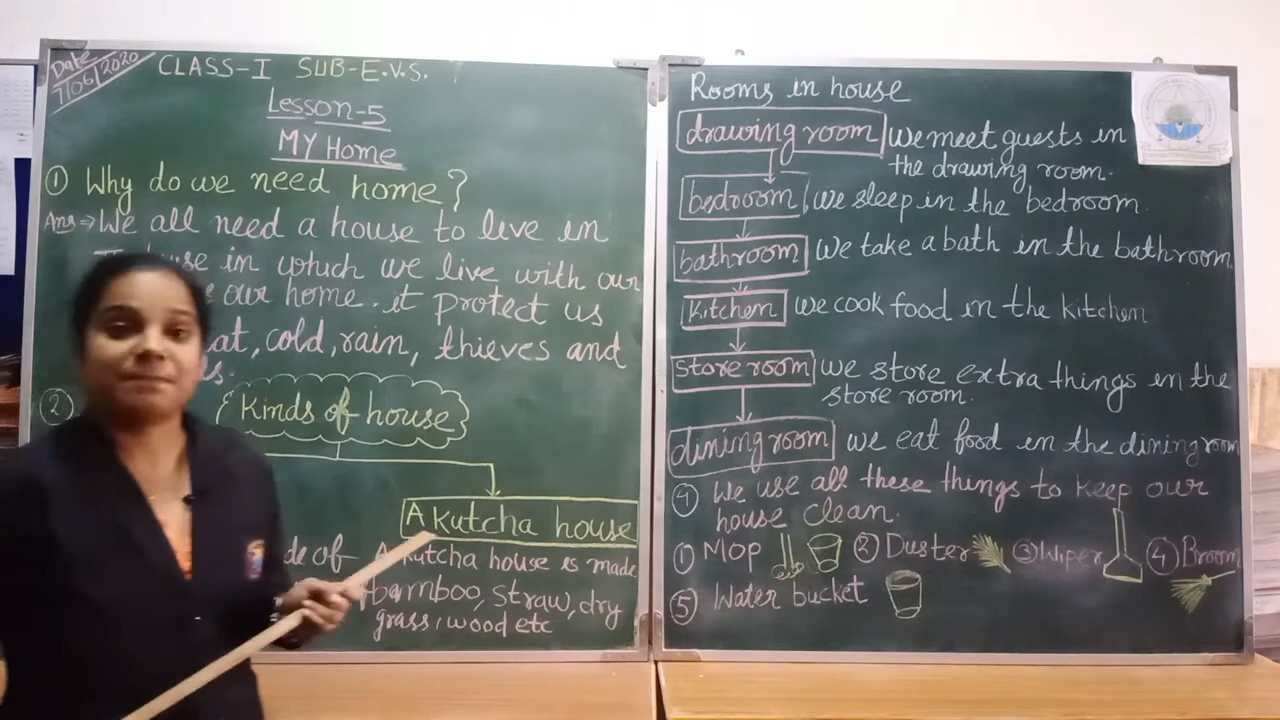 Date
7/06/2020
CLASS-I SUB-E.V.S.
Lesson-5
MY Home
① Why do we need home?
Ans → We all need a house to live in
in which we live with our
our home. it protect us
cold, rain, thieves and
②
Kinds of house
A kutcha house
de of
A kutcha house is made
bamboo, straw, dry
grass, wood etc
Rooms in house
drawing room We meet guests in
the drawing room.
bedroom, we sleep in the bedroom.
bathroom We take a bath in the bathroom.
Kitchen we cook food in the kitchen
store room we store extra things in the
store room.
dining room we eat food in the dining room
④ We use all these things to keep our
house clean.
① Mop ② Duster ③ Wiper ④ Broom
⑤ Water bucket